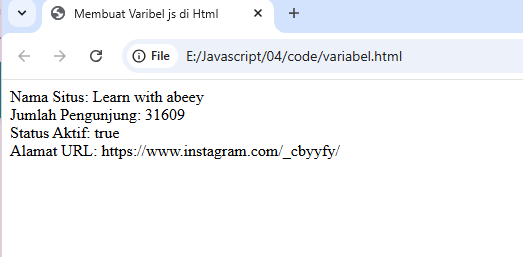 Membuat Varibel js di Html
File
E:/Javascript/04/code/variabel.html
Nama Situs: Learn with abeey
Jumlah Pengunjung: 31609
Status Aktif: true
Alamat URL: https://www.instagram.com/_cbyyfy/